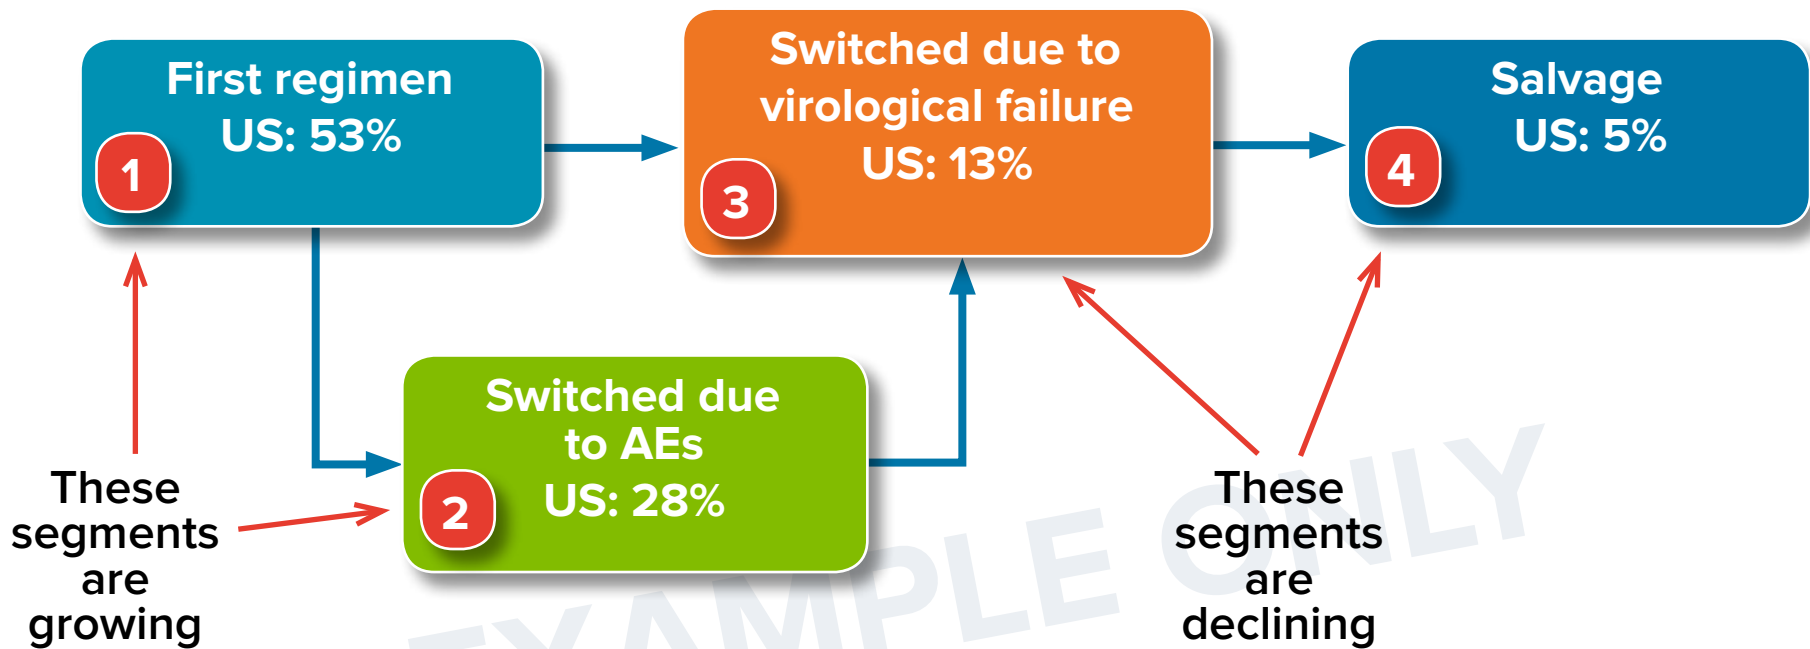 First regimen
US: 53%
1
Switched due to
virological failure
US: 13%
3
Salvage
US: 5%
4
Switched due
to AEs
US: 28%
2
These
segments
are
growing
These
segments
are
declining
EXAMPLE ONLY